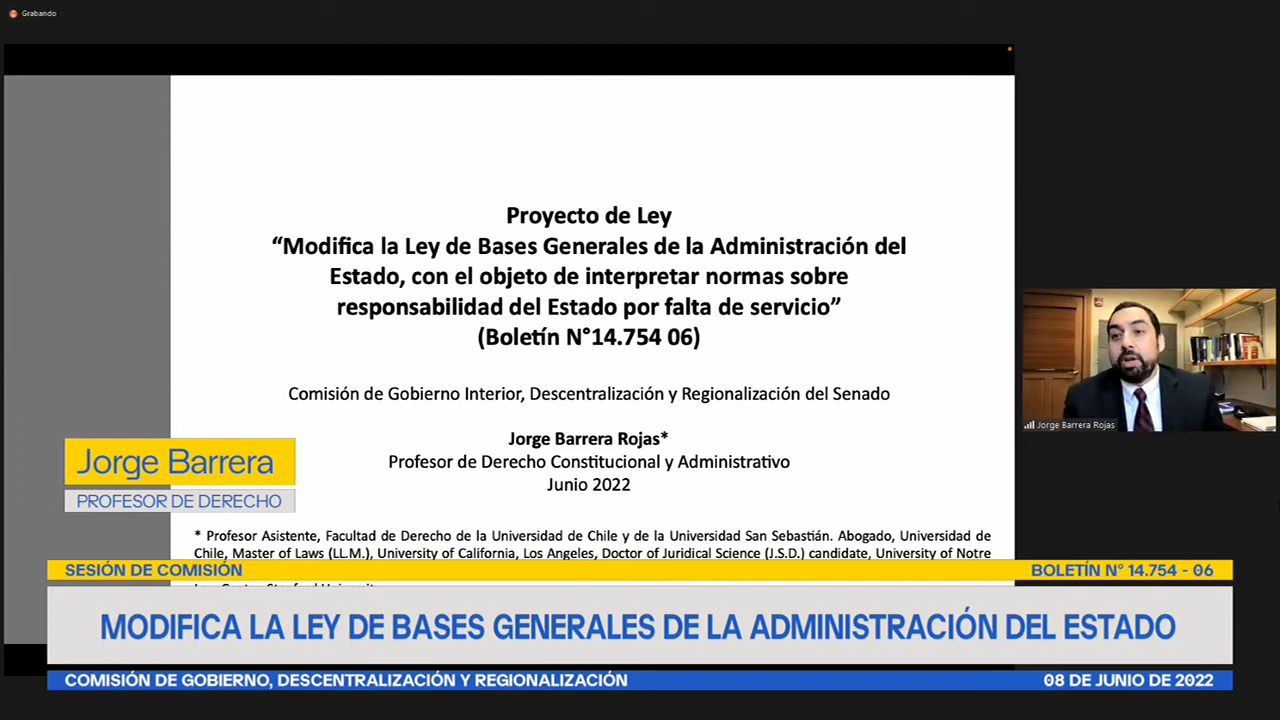 Grabando
Proyecto de Ley
“Modifica la Ley de Bases Generales de la Administración del
Estado, con el objeto de interpretar normas sobre
responsabilidad del Estado por falta de servicio”
(Boletín N°14.754 06)
Comisión de Gobierno Interior, Descentralización y Regionalización del Senado
Jorge Barrera Rojas*
Profesor de Derecho Constitucional y Administrativo
Junio 2022
* Profesor Asistente, Facultad de Derecho de la Universidad de Chile y de la Universidad San Sebastián. Abogado, Universidad de
Chile, Master of Laws (LL.M.), University of California, Los Angeles, Doctor of Juridical Science (J.S.D.) candidate, University of Notre
Jorge Barrera Rojas
Jorge Barrera
PROFESOR DE DERECHO
SESIÓN DE COMISIÓN
BOLETÍN N° 14.754 - 06
MODIFICA LA LEY DE BASES GENERALES DE LA ADMINISTRACIÓN DEL ESTADO
COMISIÓN DE GOBIERNO, DESCENTRALIZACIÓN Y REGIONALIZACIÓN
08 DE JUNIO DE 2022